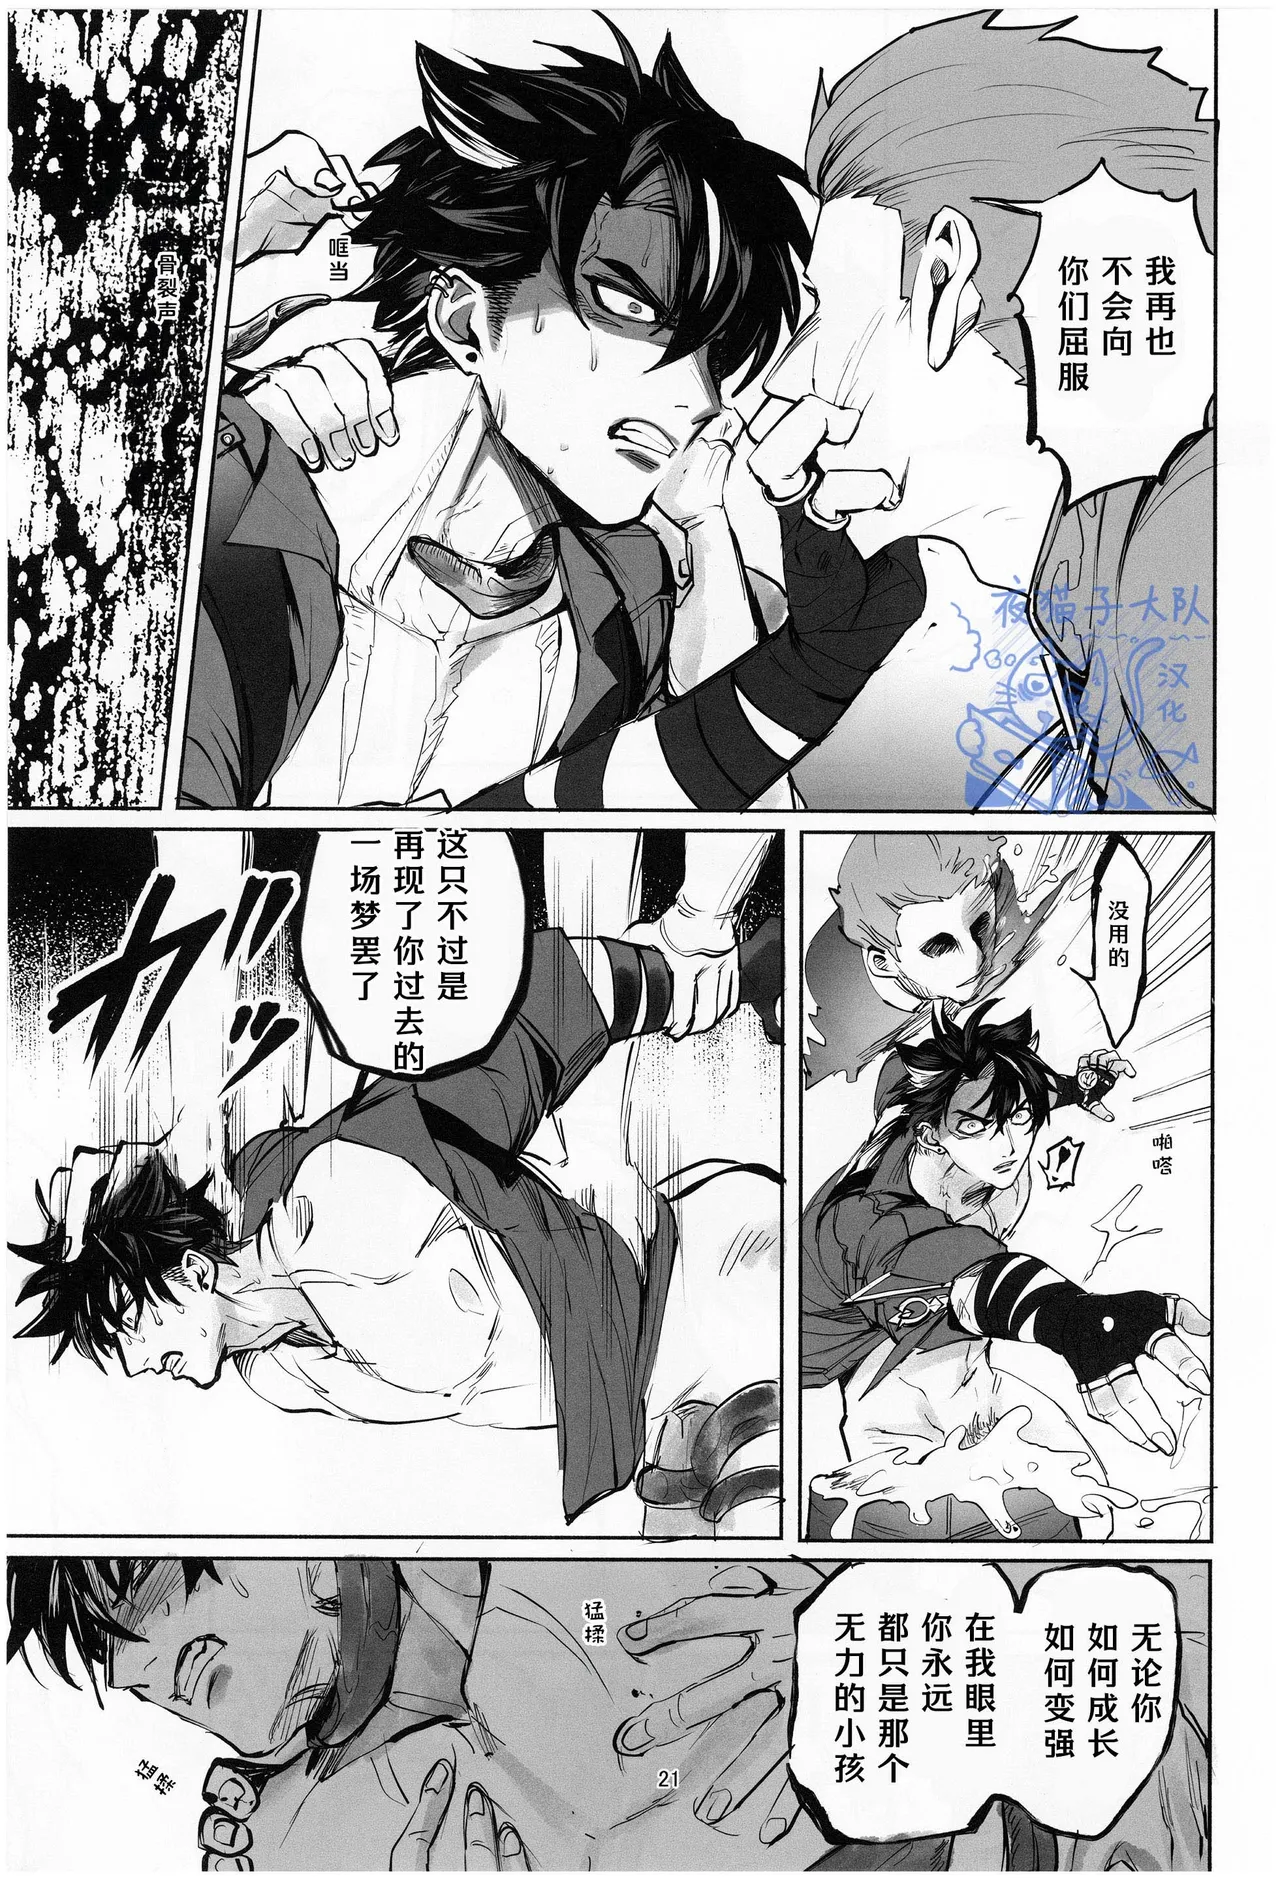 我再也
不会向
你们屈服
哐当
骨裂声
夜猫子大队
汉化
没用的
啪嗒
这只不过是
再现了你过去的
一场梦罢了
ガッ
无论你
如何成长
如何变强
在我眼里
你永远
都只是那个
无力的小孩
猛揉
猛揉
21